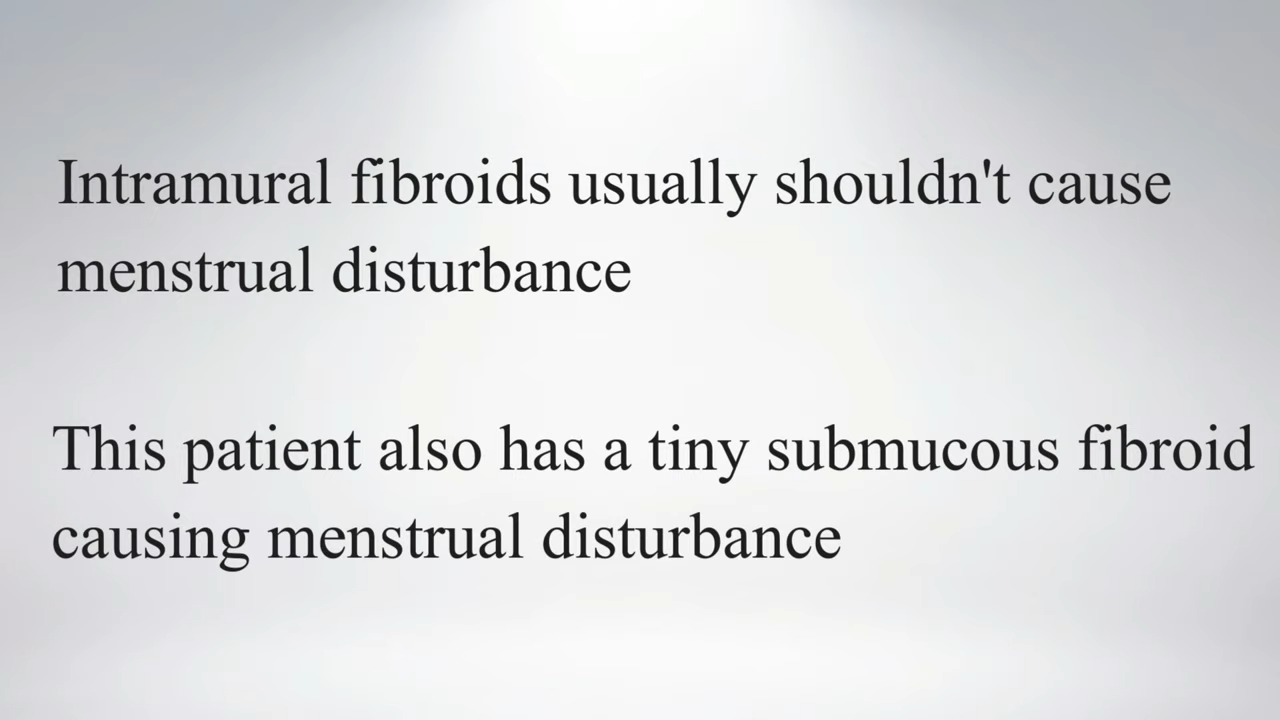 Intramural fibroids usually shouldn't cause
menstrual disturbance
This patient also has a tiny submucous fibroid
causing menstrual disturbance